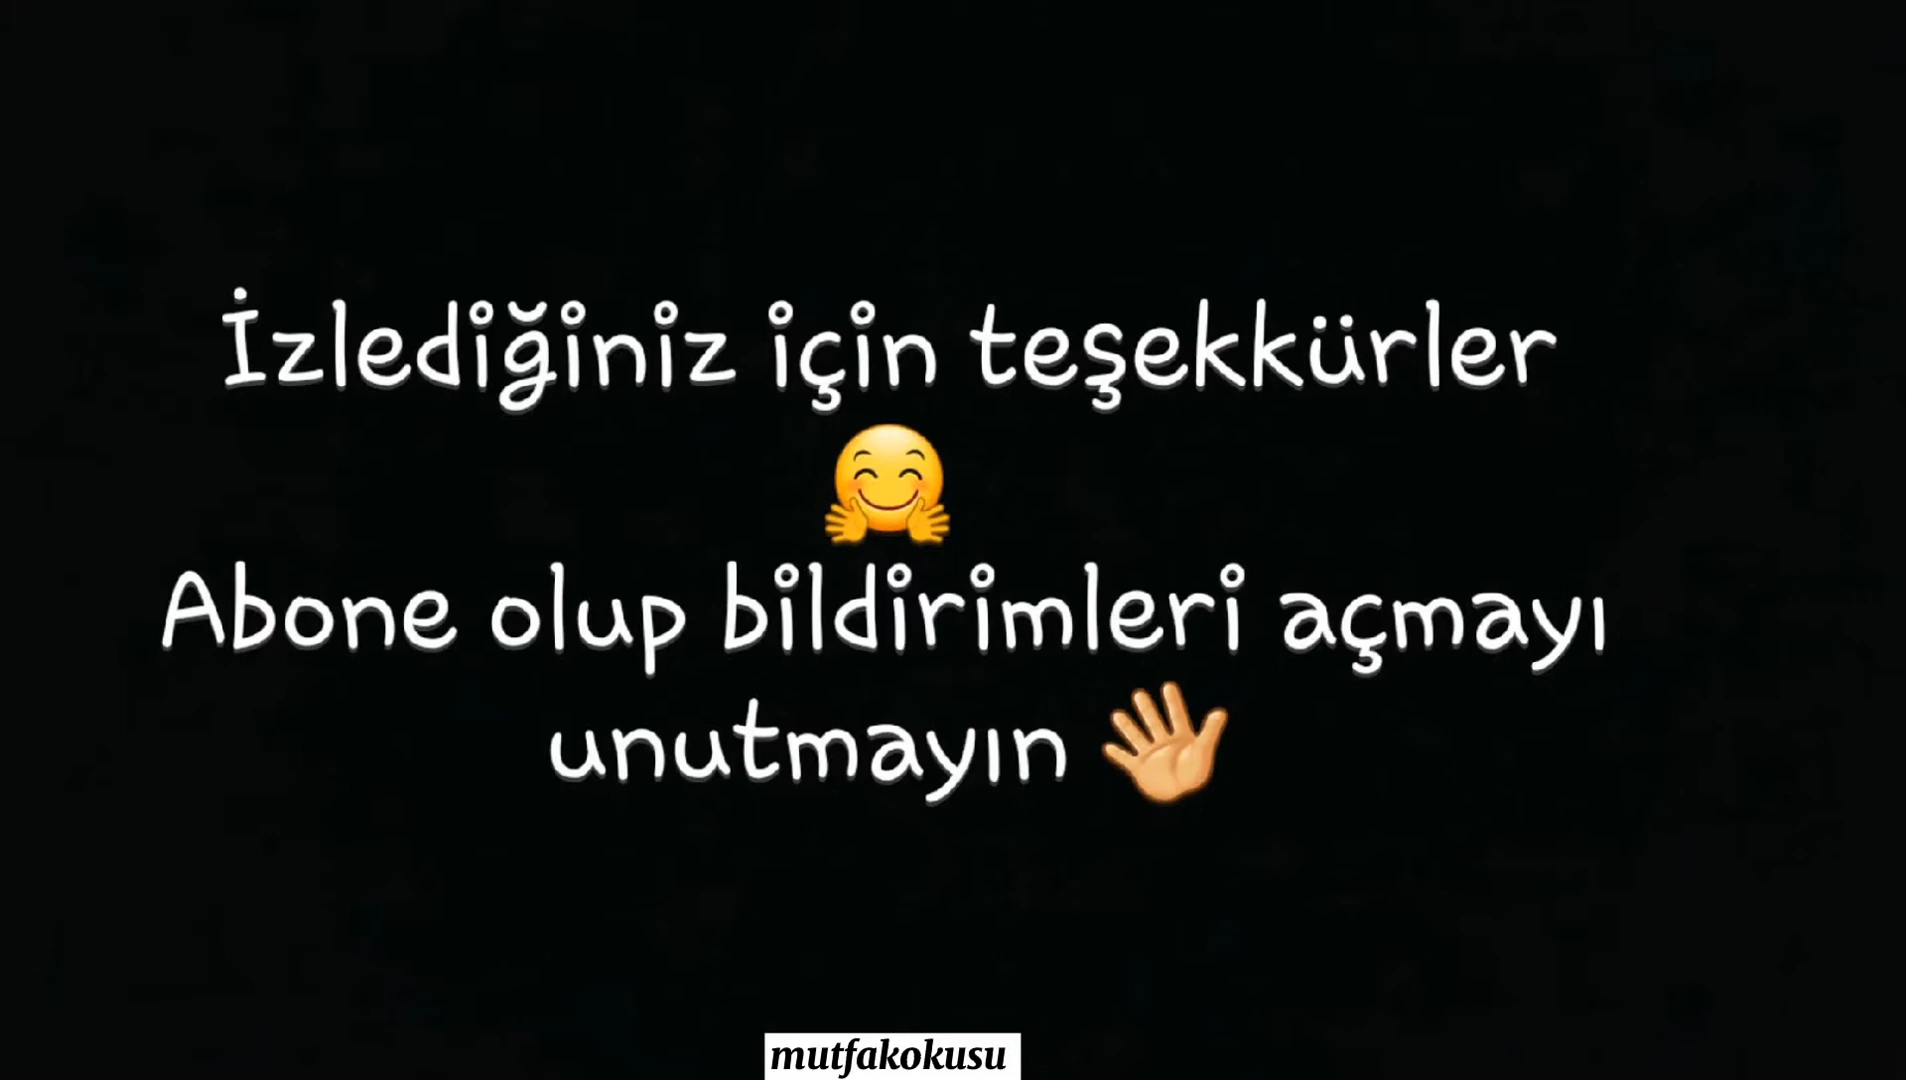 İzlediğiniz için teşekkürler
🤗
Abone olup bildirimleri açmayı
unutmayın 👋🏼
mutfakokusu